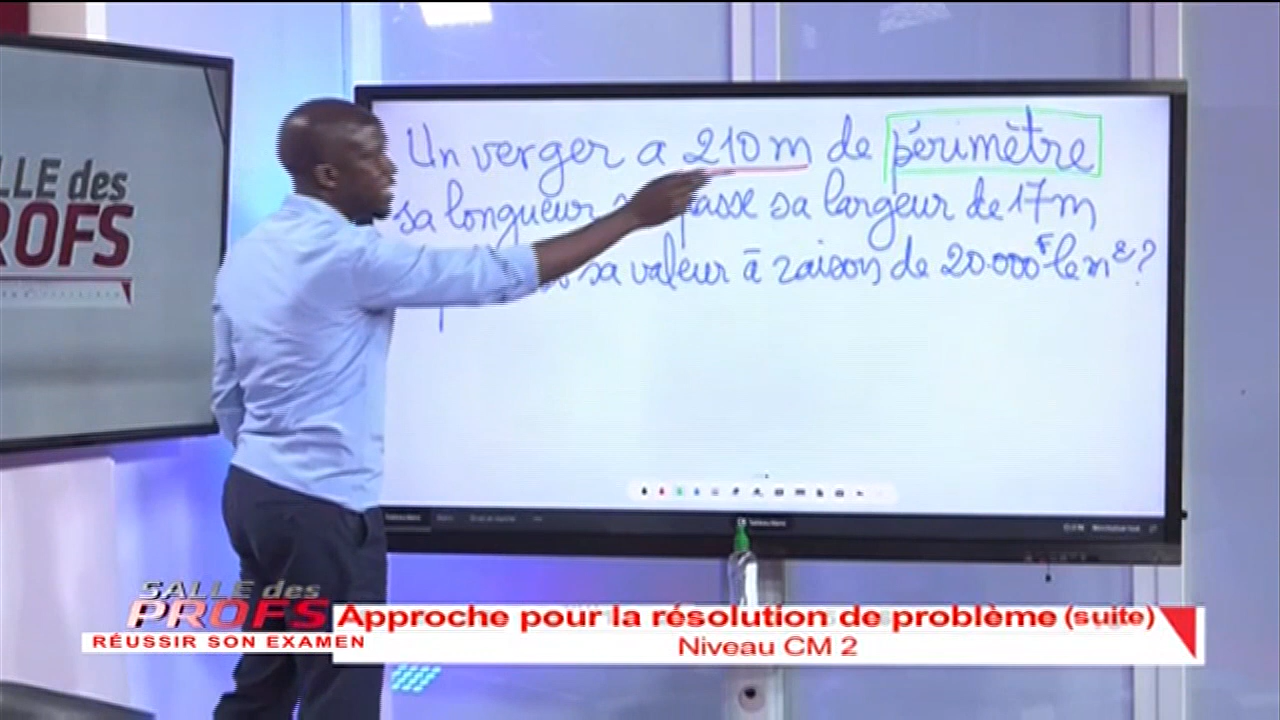 LLE des
ROFS
Un verger a 210 m de périmètre
sa longueur passe sa largeur de 17 m
sa valeur à raison de 20.000F le m² ?
SALLE des
PROFS
RÉUSSIR SON EXAMEN
Approche pour la résolution de problème (suite)
Niveau CM 2